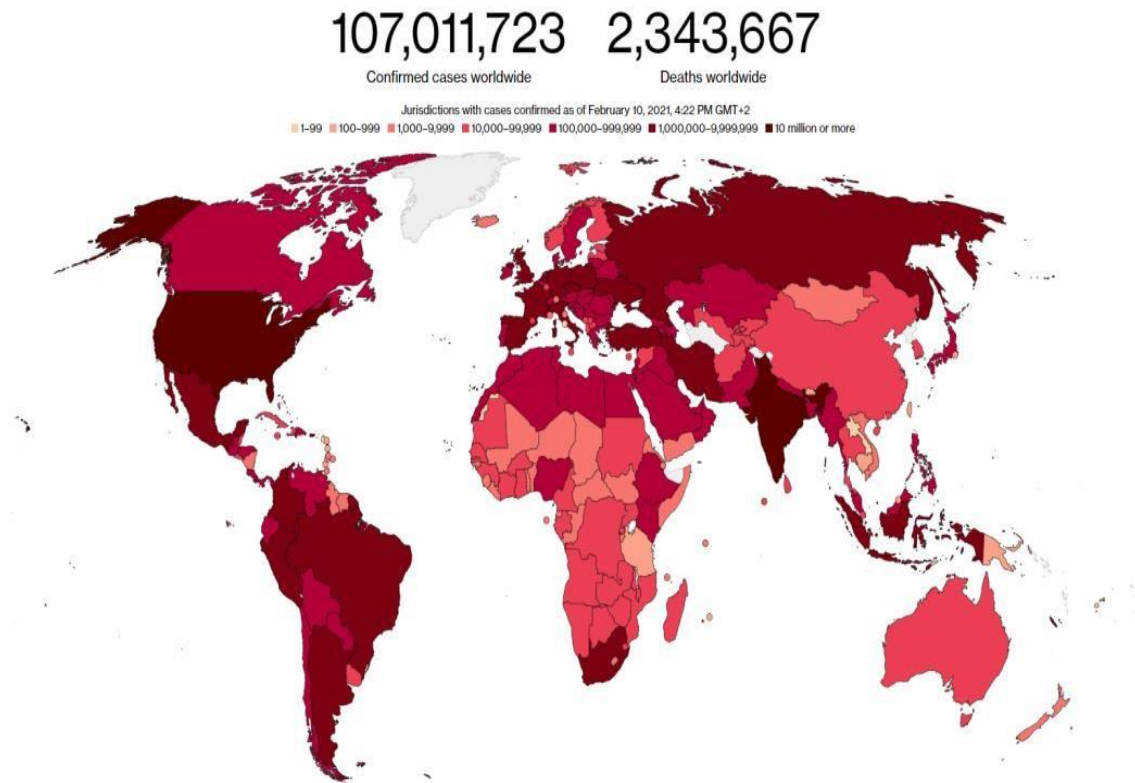 107,011,723 2,343,667
Confirmed cases worldwide Deaths worldwide
Jurisdictions with cases confirmed as of February 10, 2021, 4:22 PM GMT+2
1–99 100–999 1,000–9,999 10,000–99,999 100,000–999,999 1,000,000–9,999,999 10 million or more